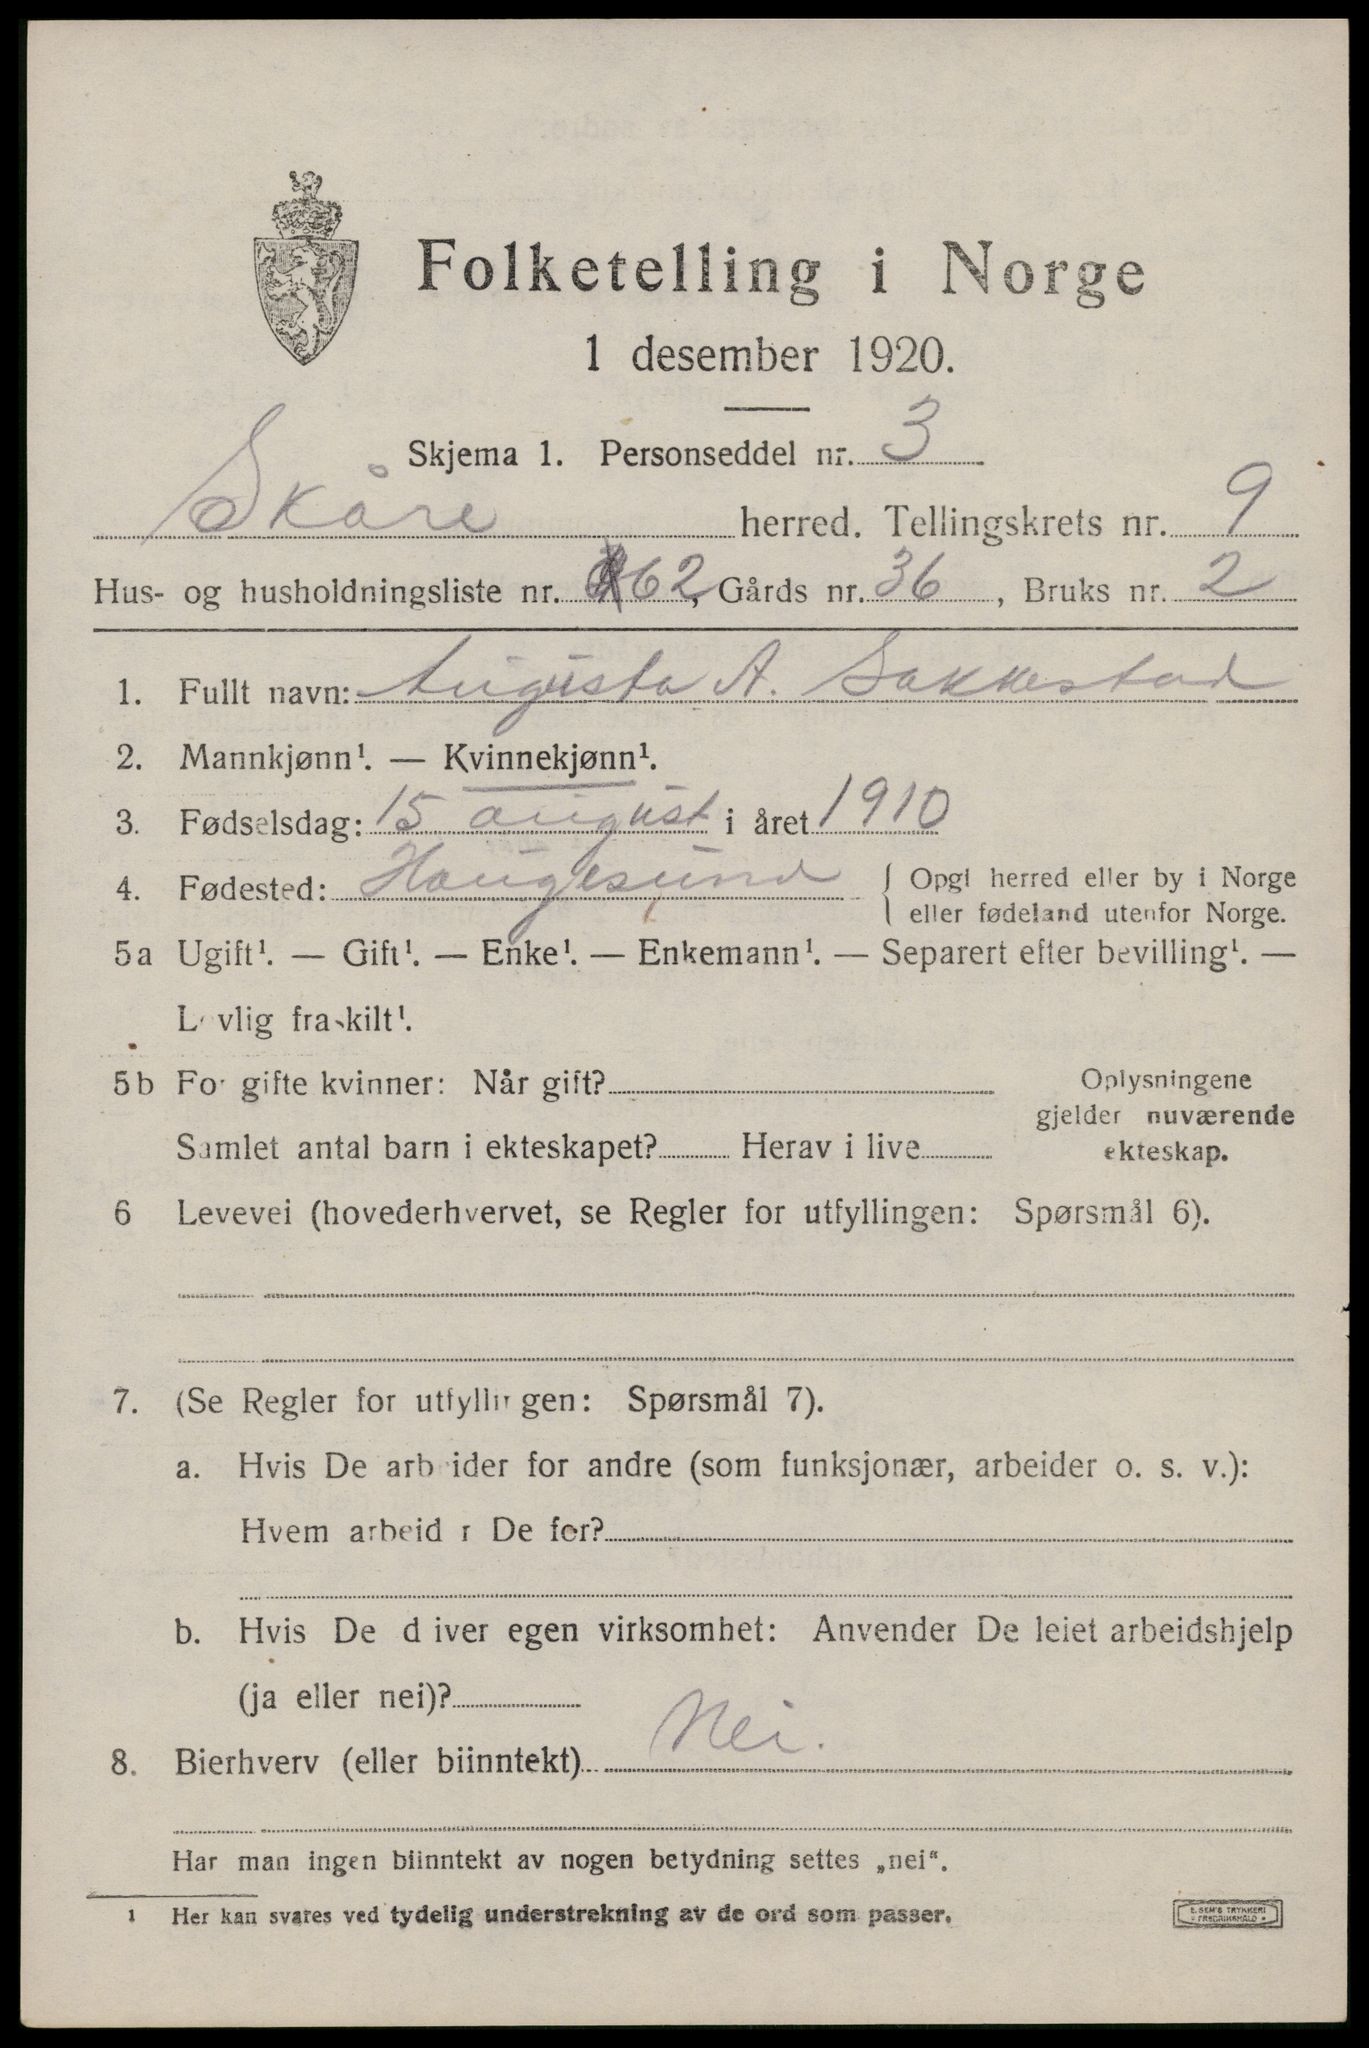 Folketelling i Norge
1 desember 1920.
Skjema 1. Personseddel nr. 3
Skåre herred. Tellingskrets nr. 9
Hus- og husholdningsliste nr. 62, Gårds nr. 36, Bruks nr. 2
1. Fullt navn: Augusta A. Sakkestad
2. Mannkjønn¹. — Kvinnekjønn¹.
3. Fødselsdag: 15 august i året 1910
4. Fødested: Haugesund { Opgi herred eller by i Norge
eller fødeland utenfor Norge.
5a Ugift¹. — Gift¹. — Enke¹. — Enkemann¹. — Separert efter bevilling¹. —
Lovlig fraskilt¹.
5b For gifte kvinner: Når gift? Oplysningene
gjelder nuværende
Samlet antal barn i ekteskapet? Herav i live ekteskap.
6 Levevei (hovederhvervet, se Regler for utfyllingen: Spørsmål 6).
7. (Se Regler for utfyllingen: Spørsmål 7).
a. Hvis De arbeider for andre (som funksjonær, arbeider o. s. v.):
Hvem arbeider De for?
b. Hvis De driver egen virksomhet: Anvender De leiet arbeidshjelp
(ja eller nei)?
8. Bierhverv (eller biinntekt) Nei.
Har man ingen biinntekt av nogen betydning settes „nei“.
1 Her kan svares ved tydelig understrekning av de ord som passer.
E. SEM'S TRYKKERI
FREDRIKSHALD